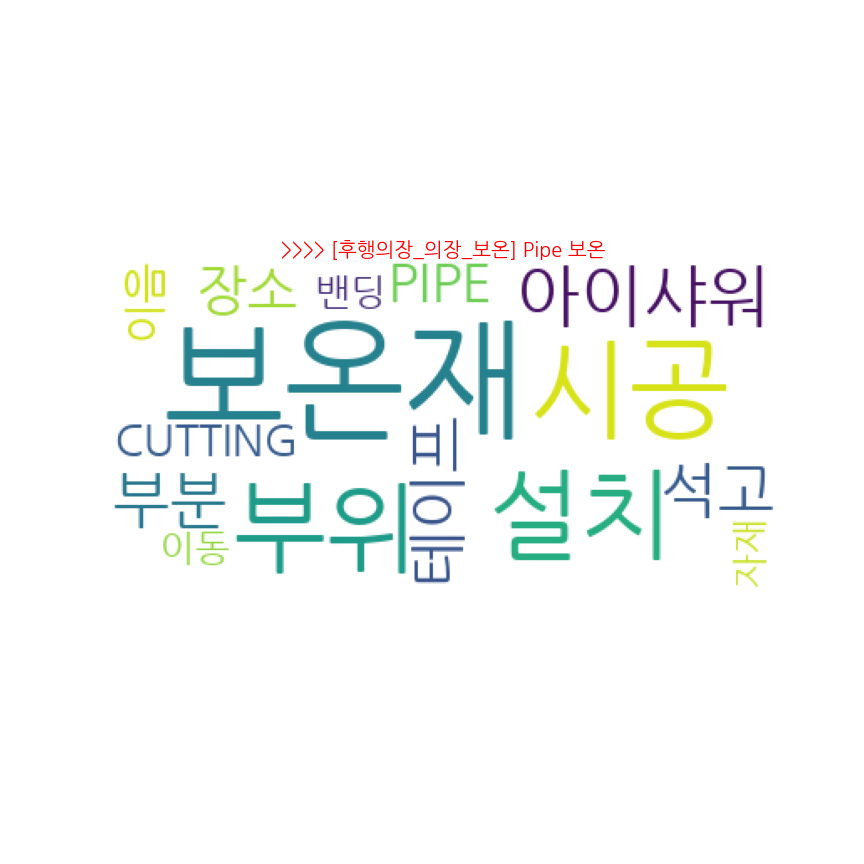 >>>> [후행의장_의장_보온] Pipe 보온
등
장소
밴딩
PIPE
아이샤워
보온재
시공
CUTTING
테이비
부분
부위
설치
석고
이동
자재